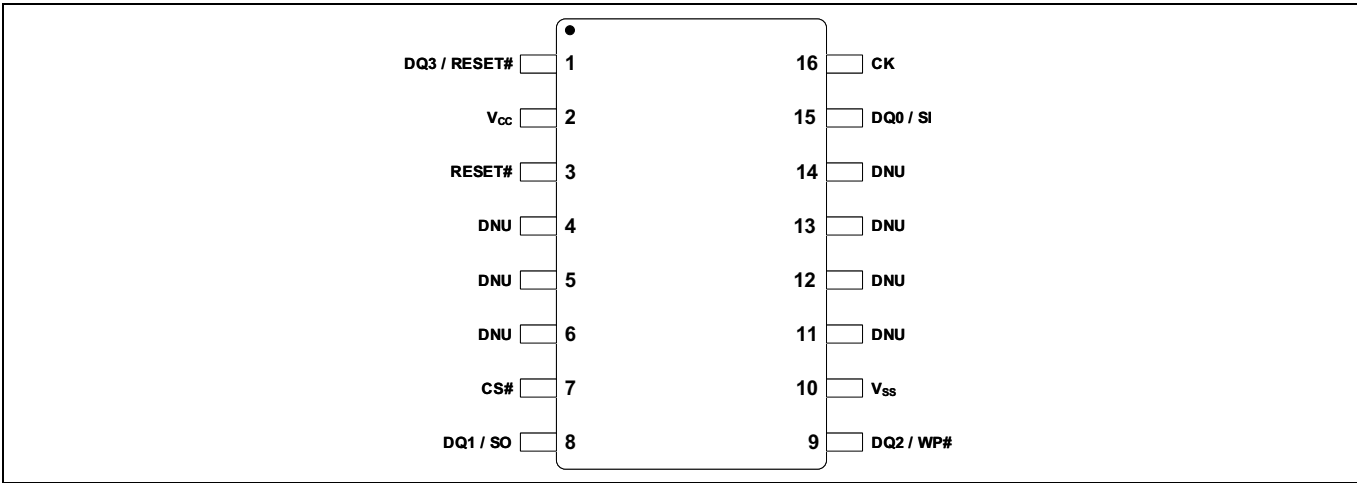 DQ3 / RESET# 1 16 CK
VCC 2 15 DQ0 / SI
RESET# 3 14 DNU
DNU 4 13 DNU
DNU 5 12 DNU
DNU 6 11 DNU
CS# 7 10 VSS
DQ1 / SO 8 9 DQ2 / WP#